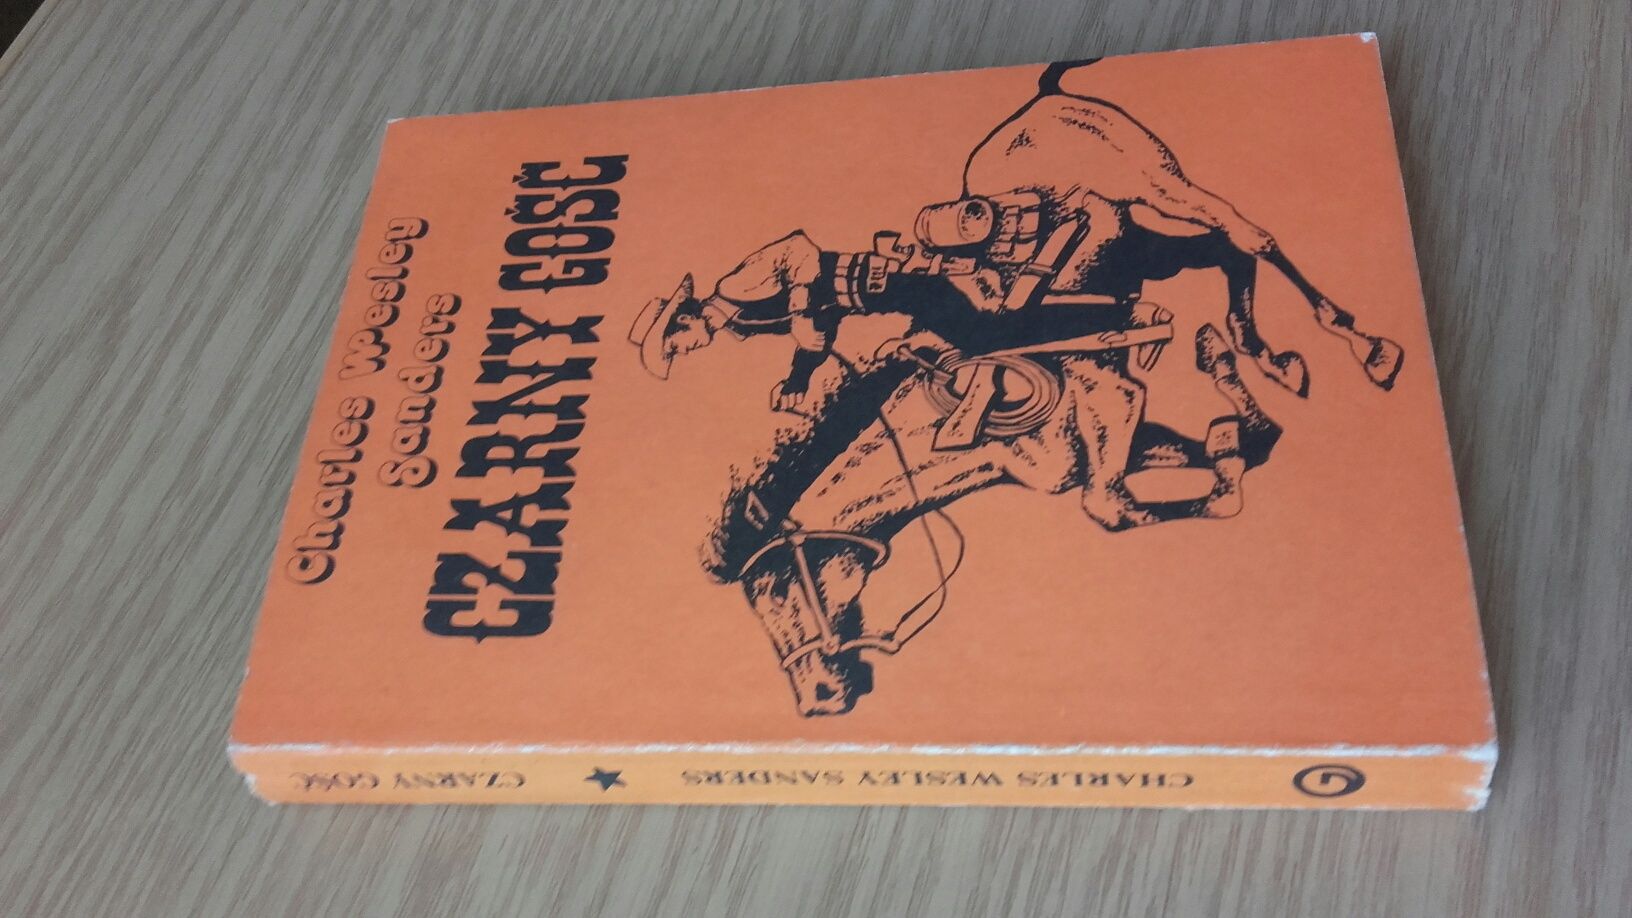 Charles Wesley
Sanders
CZARNY GOŚĆ
CZARNY GOŚĆ ★ CHARLES WESLEY SANDERS G